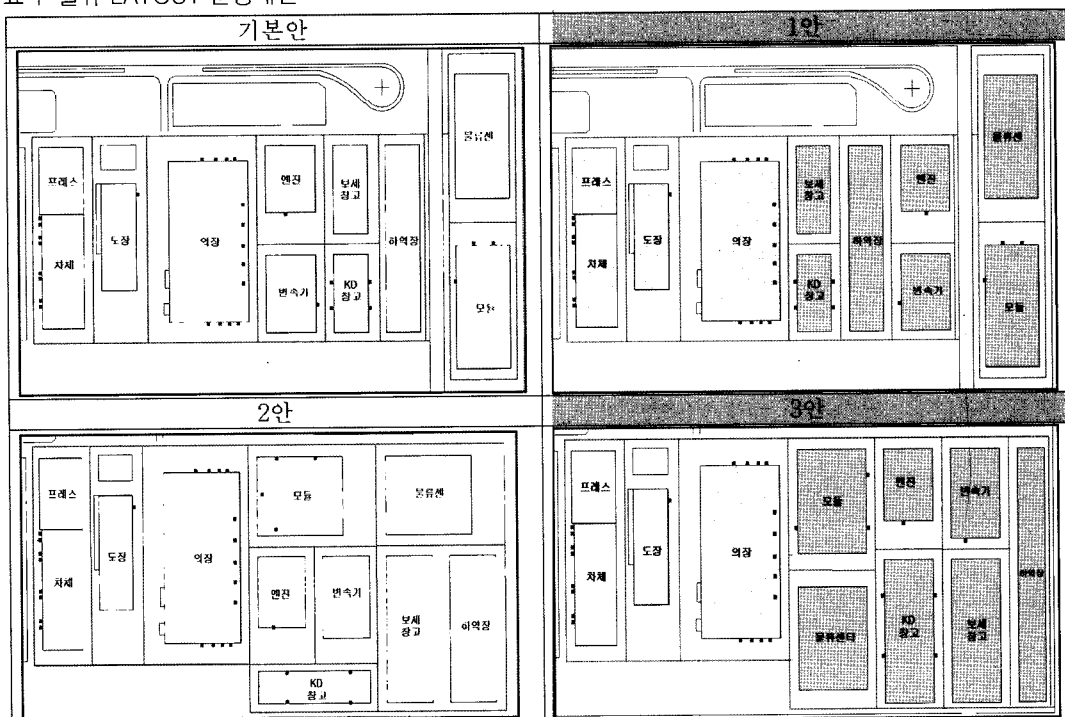 기본안
1안
물류센
프레스
차체
도장
의장
엔진
보세
창고
하역장
변속기
KD
창고
모듈
물류센
프레스
차체
도장
의장
보세
창고
하역장
엔진
KD
창고
변속기
모듈
2안
3안
프레스
차체
도장
의장
모듈
물류센
엔진
변속기
보세
창고
하역장
KD
창고
프레스
차체
도장
의장
모듈
엔진
변속기
하역장
물류센터
KD
창고
보세
창고